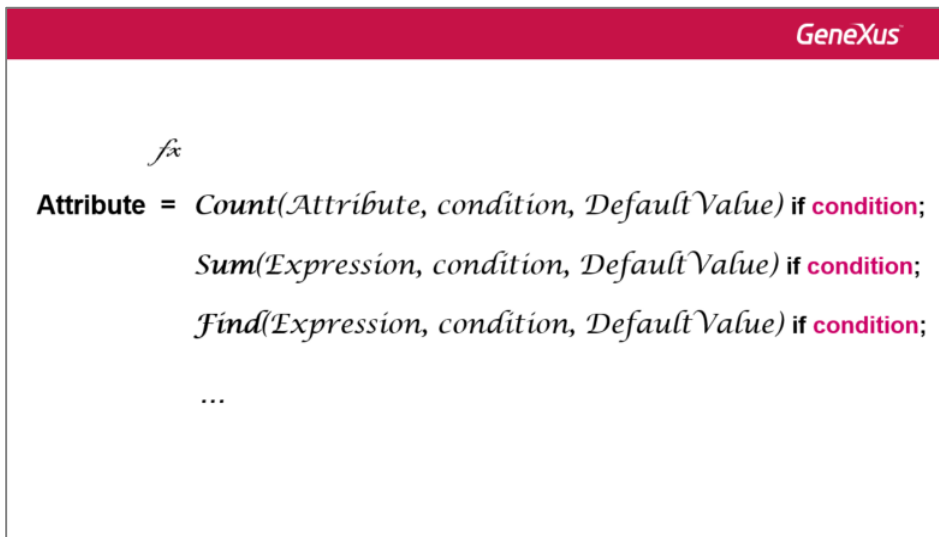 GeneXus
fx
Attribute = Count(Attribute, condition, DefaultValue) if condition;
Sum(Expression, condition, DefaultValue) if condition;
Find(Expression, condition, DefaultValue) if condition;
...